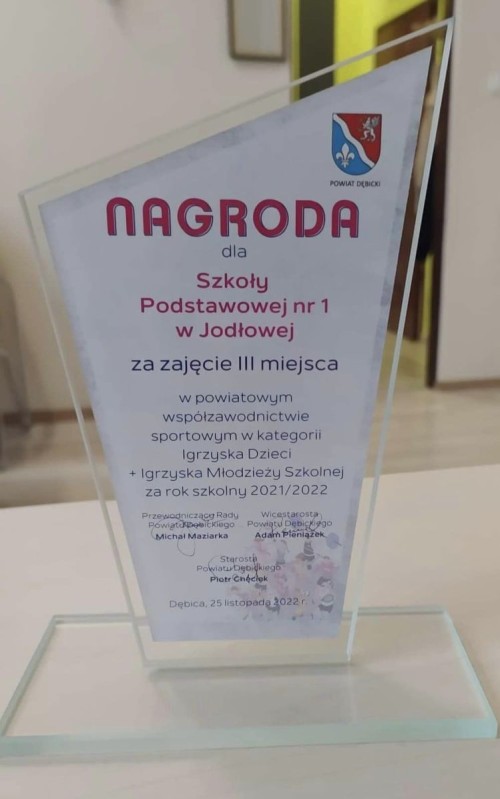 POWIAT DĘBICKI
NAGRODA
dla
Szkoły
Podstawowej nr 1
w Jodłowej
za zajęcie III miejsca
w powiatowym
współzawodnictwie
sportowym w kategorii
Igrzyska Dzieci
+ Igrzyska Młodzieży Szkolnej
za rok szkolny 2021/2022
Przewodniczący Rady
Powiatu Dębickiego
Michał Maziarka
Wicestarosta
Powiatu Dębickiego
Adam Pieniążek
Starosta
Powiatu Dębickiego
Piotr Chęciek
Dębica, 25 listopada 2022 r.